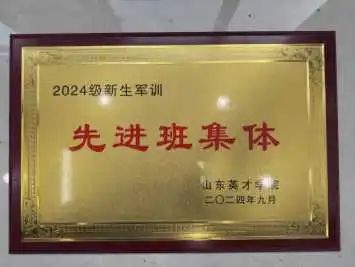 2024级新生军训
先进班集体
山东英才学院
二〇二四年九月